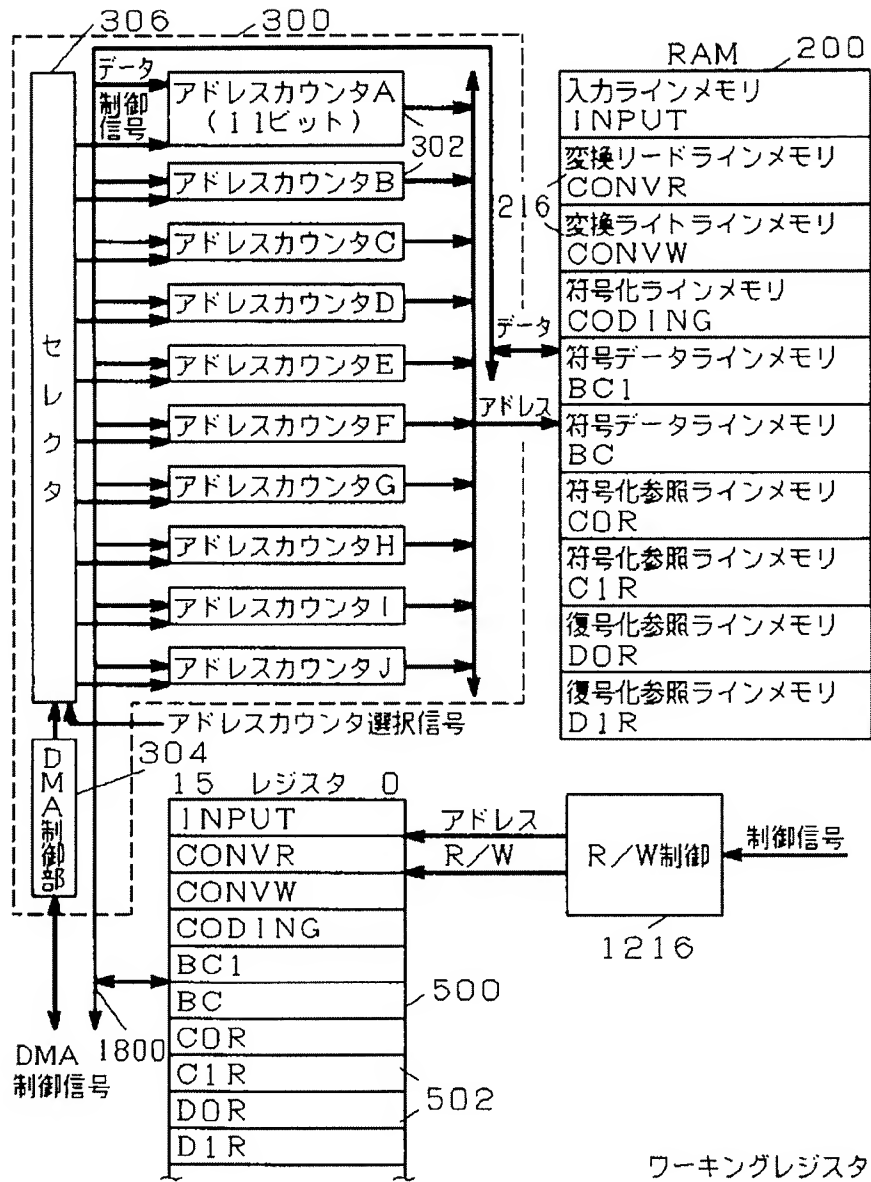 306
300
データ
制御
信号
アドレスカウンタA
(11ビット)
302
アドレスカウンタB
アドレスカウンタC
アドレスカウンタD
アドレスカウンタE
アドレスカウンタF
アドレスカウンタG
アドレスカウンタH
アドレスカウンタI
アドレスカウンタJ
セレクタ
データ
アドレス
216
RAM
200
入力ラインメモリ
INPUT
変換リードラインメモリ
CONVR
変換ライトラインメモリ
CONVW
符号化ラインメモリ
CODING
符号データラインメモリ
BC1
符号データラインメモリ
BC
符号化参照ラインメモリ
C0R
符号化参照ラインメモリ
C1R
復号化参照ラインメモリ
D0R
復号化参照ラインメモリ
D1R
アドレスカウンタ選択信号
304
DMA制御部
15 レジスタ 0
INPUT
CONVR
CONVW
CODING
BC1
BC
C0R
C1R
D0R
D1R
500
502
アドレス
R/W
R/W制御
制御信号
1216
1800
DMA
制御信号
ワーキングレジスタ